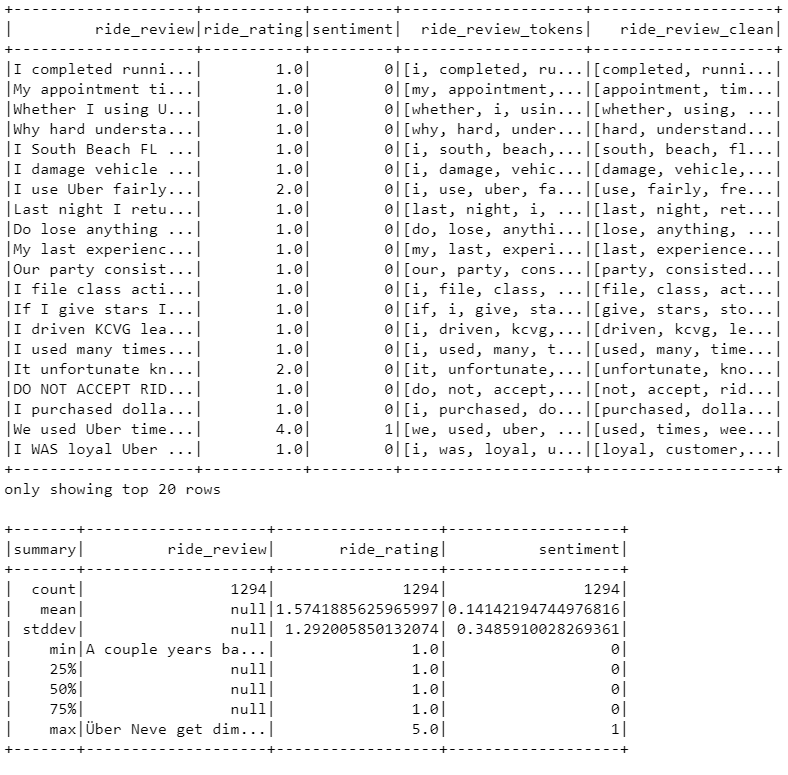 +--------------------+-----------+---------+--------------------+--------------------+
|         ride_review|ride_rating|sentiment|  ride_review_tokens|   ride_review_clean|
+--------------------+-----------+---------+--------------------+--------------------+
|I completed runni...|        1.0|        0|[i, completed, ru...|[completed, runni...|
|My appointment ti...|        1.0|        0|[my, appointment,...|[appointment, tim...|
|Whether I using U...|        1.0|        0|[whether, i, usin...|[whether, using, ...|
|Why hard understa...|        1.0|        0|[why, hard, under...|[hard, understand...|
|I South Beach FL ...|        1.0|        0|[i, south, beach,...|[south, beach, fl...|
|I damage vehicle ...|        1.0|        0|[i, damage, vehic...|[damage, vehicle,...|
|I use Uber fairly...|        2.0|        0|[i, use, uber, fa...|[use, fairly, fre...|
|Last night I retu...|        1.0|        0|[last, night, i, ...|[last, night, ret...|
|Do lose anything ...|        1.0|        0|[do, lose, anythi...|[lose, anything, ...|
|My last experienc...|        1.0|        0|[my, last, experi...|[last, experience...|
|Our party consist...|        1.0|        0|[our, party, cons...|[party, consisted...|
|I file class acti...|        1.0|        0|[i, file, class, ...|[file, class, act...|
|If I give stars I...|        1.0|        0|[if, i, give, sta...|[give, stars, sto...|
|I driven KCVG lea...|        1.0|        0|[i, driven, kcvg,...|[driven, kcvg, le...|
|I used many times...|        1.0|        0|[i, used, many, t...|[used, many, time...|
|It unfortunate kn...|        2.0|        0|[it, unfortunate,...|[unfortunate, kno...|
|DO NOT ACCEPT RID...|        1.0|        0|[do, not, accept,...|[not, accept, rid...|
|I purchased dolla...|        1.0|        0|[i, purchased, do...|[purchased, dolla...|
|We used Uber time...|        4.0|        1|[we, used, uber, ...|[used, times, wee...|
|I WAS loyal Uber ...|        1.0|        0|[i, was, loyal, u...|[loyal, customer,...|
+--------------------+-----------+---------+--------------------+--------------------+
only showing top 20 rows
+-------+--------------------+------------------+-------------------+
|summary|         ride_review|       ride_rating|          sentiment|
+-------+--------------------+------------------+-------------------+
|  count|                1294|              1294|               1294|
|   mean|                null|1.5741885625965997|0.14142194744976816|
| stddev|                null| 1.292005850132074| 0.3485910028269361|
|    min|A couple years ba...|               1.0|                  0|
|    25%|                null|               1.0|                  0|
|    50%|                null|               1.0|                  0|
|    75%|                null|               1.0|                  0|
|    max|Über Neve get dim...|               5.0|                  1|
+-------+--------------------+------------------+-------------------+